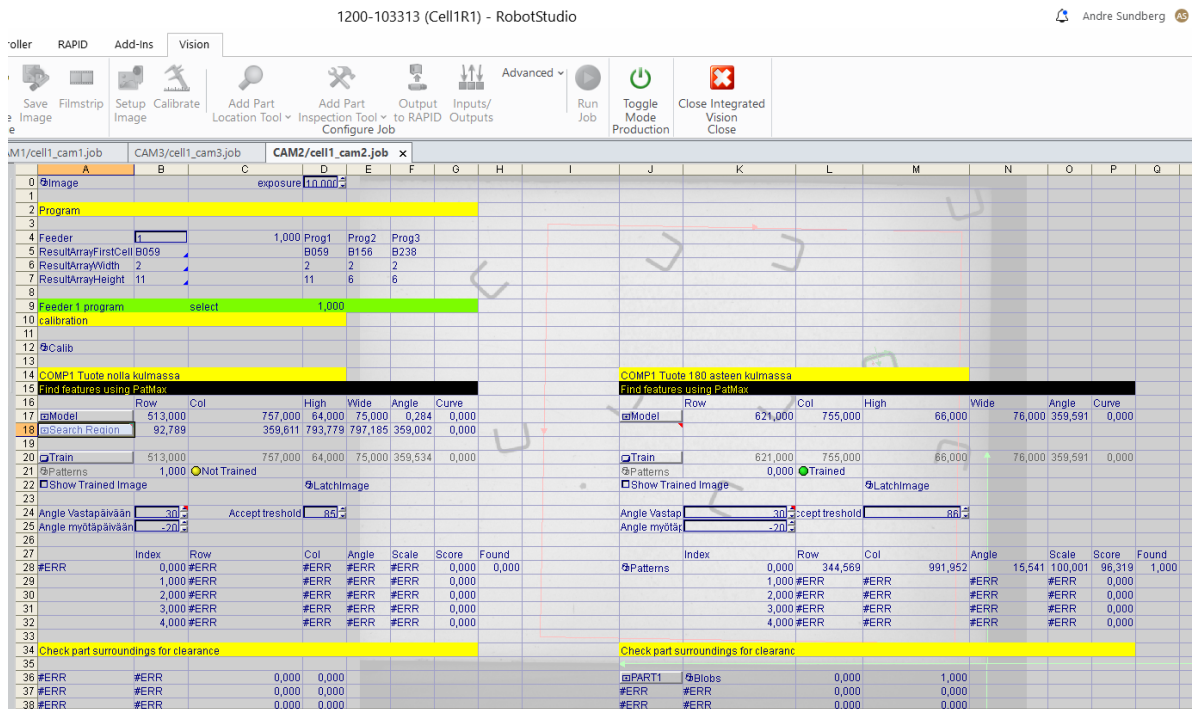 1200-103313 (Cell1R1) - RobotStudio
Andre Sundberg AS
roller RAPID Add-Ins Vision
Save Image Filmstrip Setup Image Calibrate Add Part Location Tool Add Part Inspection Tool Output to RAPID Inputs/ Outputs Advanced Run Job Toggle Mode Close Integrated Vision
e Configure Job Production Close
AM1/cell1_cam1.job CAM3/cell1_cam3.job CAM2/cell1_cam2.job x
A B C D E F G H I J K L M N O P Q
0 Image exposure 10.000
1
2 Program
3
4 Feeder 1 1,000 Prog1 Prog2 Prog3
5 ResultArrayFirstCell B059 B059 B156 B238
6 ResultArrayWidth 2 2 2 2
7 ResultArrayHeight 11 11 6 6
8
9 Feeder 1 program select 1,000
10 calibration
11
12 Calib
13
14 COMP1 Tuote nolla kulmassa COMP1 Tuote 180 asteen kulmassa
15 Find features using PatMax Find features using PatMax
16 Row Col High Wide Angle Curve Row Col High Wide Angle Curve
17 Model 513,000 757,000 64,000 75,000 0,284 0,000 Model 621,000 755,000 66,000 76,000 359,591 0,000
18 Search Region 92,789 359,611 793,779 797,185 359,002 0,000
19
20 Train 513,000 757,000 64,000 75,000 359,534 0,000 Train 621,000 755,000 66,000 76,000 359,591 0,000
21 Patterns 1,000 Not Trained Patterns 0,000 Trained
22 Show Trained Image LatchImage Show Trained Image LatchImage
23
24 Angle Vastapäivään 30 Accept treshold 85 Angle Vastap 30 ccept treshold 86
25 Angle myötäpäivään -20 Angle myötäp -20
26
27 Index Row Col Angle Scale Score Found Index Row Col Angle Scale Score Found
28 #ERR 0,000 #ERR #ERR #ERR #ERR 0,000 0,000 Patterns 0,000 344,569 991,952 15,541 100,001 96,319 1,000
29 1,000 #ERR #ERR #ERR #ERR 0,000 1,000 #ERR #ERR #ERR #ERR 0,000
30 2,000 #ERR #ERR #ERR #ERR 0,000 2,000 #ERR #ERR #ERR #ERR 0,000
31 3,000 #ERR #ERR #ERR #ERR 0,000 3,000 #ERR #ERR #ERR #ERR 0,000
32 4,000 #ERR #ERR #ERR #ERR 0,000 4,000 #ERR #ERR #ERR #ERR 0,000
33
34 Check part surroundings for clearance Check part surroundings for clearanc
35
36 #ERR #ERR 0,000 0,000 PART1 Blobs 0,000 1,000
37 #ERR #ERR 0,000 0,000 #ERR #ERR 0,000 0,000
38 #ERR #ERR 0,000 0,000 #ERR #ERR 0,000 0,000